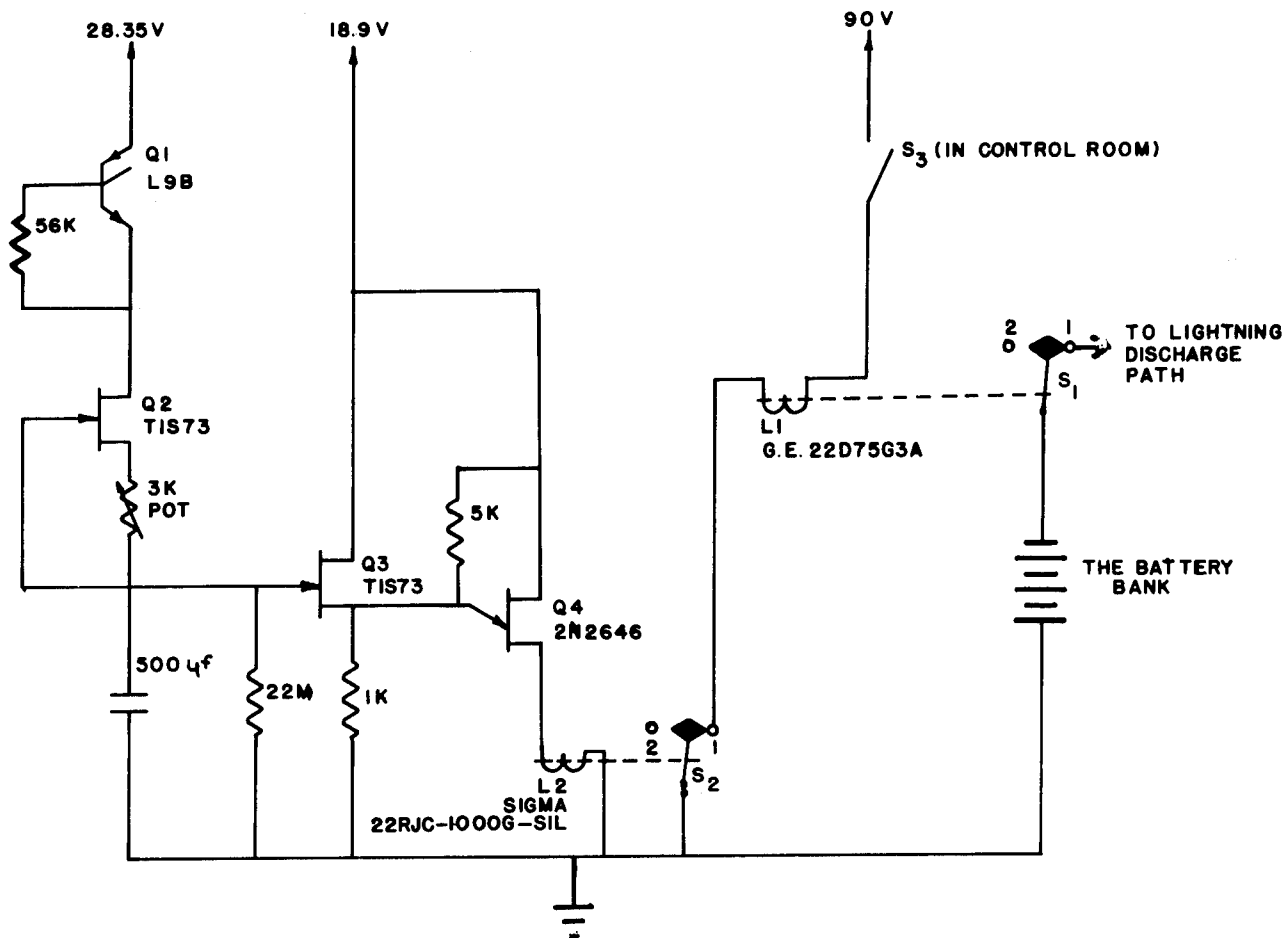 28.35V
18.9V
90V
Q1
L9B
S3 (IN CONTROL ROOM)
56K
2
1
TO LIGHTNING
DISCHARGE
PATH
S1
Q2
TIS73
L1
G.E. 22D75G3A
3K
POT
5K
Q3
TIS73
THE BATTERY
BANK
Q4
2N2646
500 μf
22M
1K
2
1
S2
L2
SIGMA
22RJC-1000G-SIL